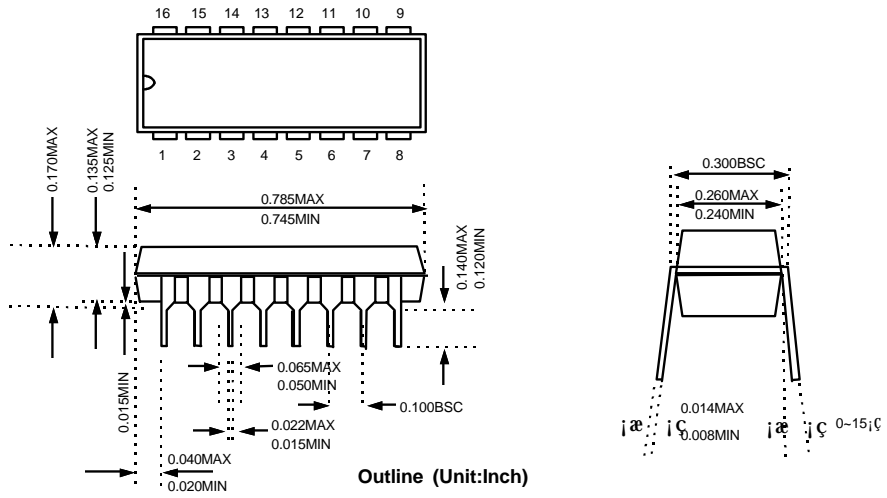 16 15 14 13 12 11 10 9
1 2 3 4 5 6 7 8
0.170MAX
0.135MAX
0.125MIN
0.785MAX
0.745MIN
0.140MAX
0.120MIN
0.015MIN
0.065MAX
0.050MIN
0.100BSC
0.022MAX
0.015MIN
0.040MAX
0.020MIN
0.300BSC
0.260MAX
0.240MIN
0.014MAX
0.008MIN
¡æ ¡Ç ¡æ ¡Ç 0~15¡Ç
Outline (Unit:Inch)